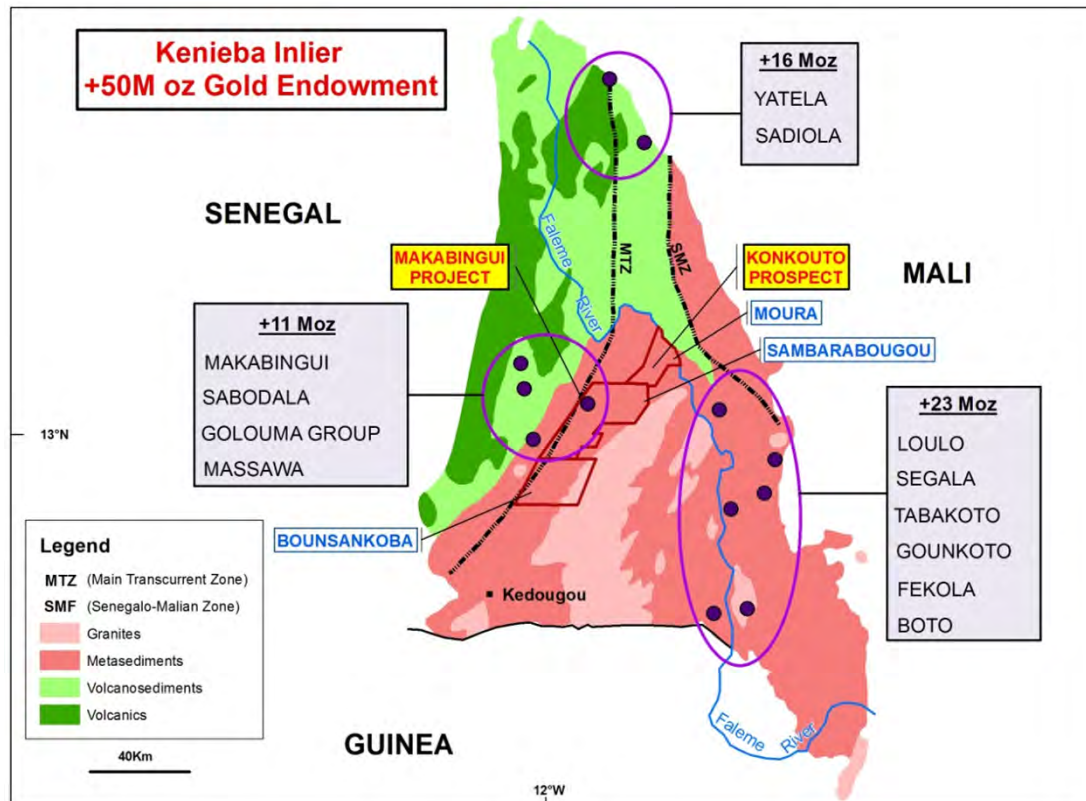 Kenieba Inlier
+50M oz Gold Endowment
+16 Moz
YATELA
SADIOLA
SENEGAL
Faleme
River
MTZ
SMZ
MAKABINGUI
PROJECT
KONKOUTO
PROSPECT
MALI
MOURA
SAMBARABOUGOU
+11 Moz
MAKABINGUI
SABODALA
GOLOUMA GROUP
MASSAWA
+23 Moz
LOULO
SEGALA
TABAKOTO
GOUNKOTO
FEKOLA
BOTO
13°N
BOUNSANKOBA
Kedougou
Legend
MTZ (Main Transcurrent Zone)
SMF (Senegalo-Malian Zone)
Granites
Metasediments
Volcanosediments
Volcanics
40Km
GUINEA
Faleme River
12°W